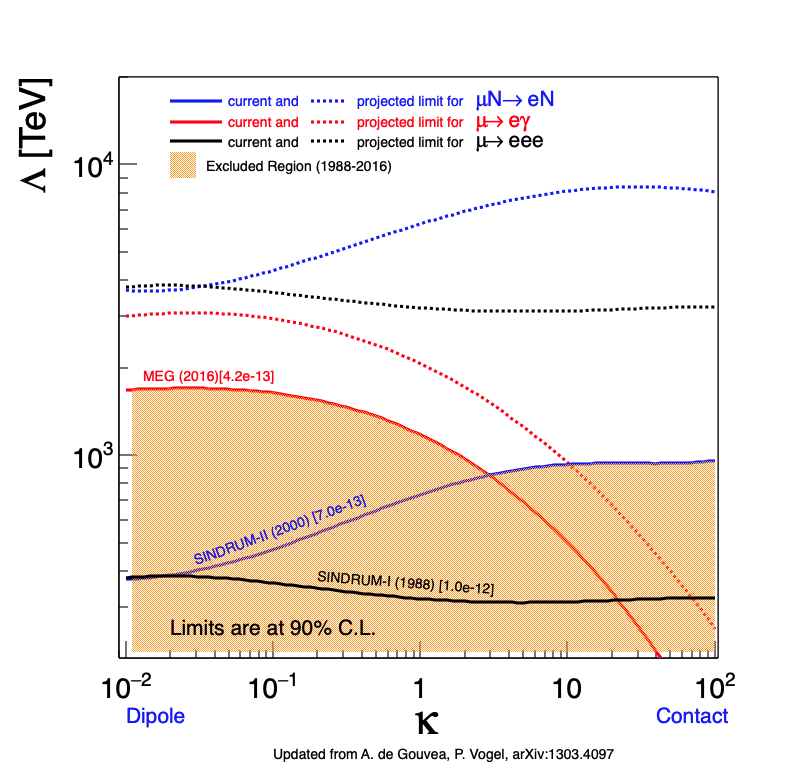 Λ [TeV]
current and projected limit for μN→ eN
current and projected limit for μ→ eγ
current and projected limit for μ→ eee
Excluded Region (1988-2016)
10⁴
MEG (2016)[4.2e-13]
10³
SINDRUM-II (2000) [7.0e-13]
SINDRUM-I (1988) [1.0e-12]
Limits are at 90% C.L.
10⁻² 10⁻¹ 1 10 10²
Dipole κ Contact
Updated from A. de Gouvea, P. Vogel, arXiv:1303.4097